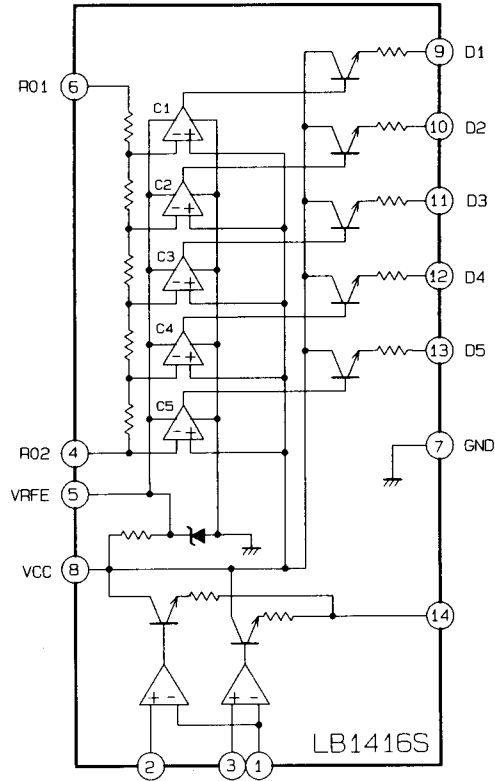 9 D1
RO1 6
C1
10 D2
- +
C2
11 D3
- +
C3
12 D4
- +
C4
13 D5
- +
C5
- +
7 GND
RO2 4
VRFE 5
VCC 8
14
+ -
+ -
LB1416S
2 3 1